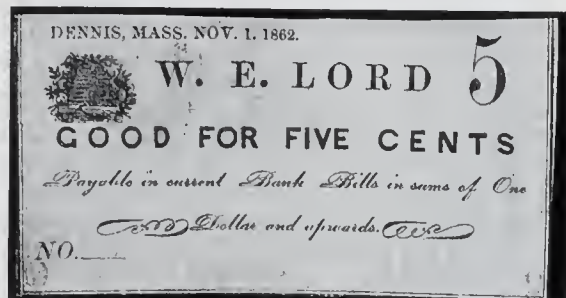 DENNIS, MASS. NOV. 1. 1862.
W. E. LORD 5
GOOD FOR FIVE CENTS
Payable in current Bank Bills in sums of One
Dollar and upwards.
NO.